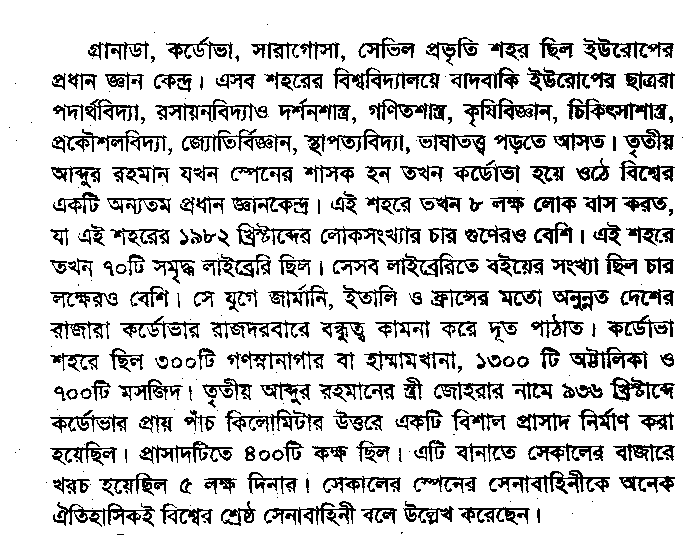 গ্রানাডা, কর্ডোভা, সারাগোসা, সেভিল প্রভৃতি শহর ছিল ইউরোপের
প্রধান জ্ঞান কেন্দ্র। এসব শহরের বিশ্ববিদ্যালয়ে বাদবাকি ইউরোপের ছাত্ররা
পদার্থবিদ্যা, রসায়নবিদ্যাও দর্শনশাস্ত্র, গণিতশাস্ত্র, কৃষিবিজ্ঞান, চিকিৎসাশাস্ত্র,
প্রকৌশলবিদ্যা, জ্যোতির্বিজ্ঞান, স্থাপত্যবিদ্যা, ভাষাতত্ত্ব পড়তে আসত। তৃতীয়
আব্দুর রহমান যখন স্পেনের শাসক হন তখন কর্ডোভা হয়ে ওঠে বিশ্বের
একটি অন্যতম প্রধান জ্ঞানকেন্দ্র। এই শহরে তখন ৮ লক্ষ লোক বাস করত,
যা এই শহরের ১৯৮২ খ্রিস্টাব্দের লোকসংখ্যার চার গুণেরও বেশি। এই শহরে
তখন ৭০টি সমৃদ্ধ লাইব্রেরি ছিল। সেসব লাইব্রেরিতে বইয়ের সংখ্যা ছিল চার
লক্ষেরও বেশি। সে যুগে জার্মানি, ইতালি ও ফ্রান্সের মতো অনুন্নত দেশের
রাজারা কর্ডোভার রাজদরবারে বন্ধুত্ব কামনা করে দূত পাঠাত। কর্ডোভা
শহরে ছিল ৩০০টি গণস্নানাগার বা হাম্মামখানা, ১৩০০ টি অট্টালিকা ও
৭০০টি মসজিদ। তৃতীয় আব্দুর রহমানের স্ত্রী জোহরার নামে ৯৩৬ খ্রিস্টাব্দে
কর্ডোভার প্রায় পাঁচ কিলোমিটার উত্তরে একটি বিশাল প্রাসাদ নির্মাণ করা
হয়েছিল। প্রাসাদটিতে ৪০০টি কক্ষ ছিল। এটি বানাতে সেকালের বাজারে
খরচ হয়েছিল ৫ লক্ষ দিনার। সেকালের স্পেনের সেনাবাহিনীকে অনেক
ঐতিহাসিকই বিশ্বের শ্রেষ্ঠ সেনাবাহিনী বলে উল্লেখ করেছেন।